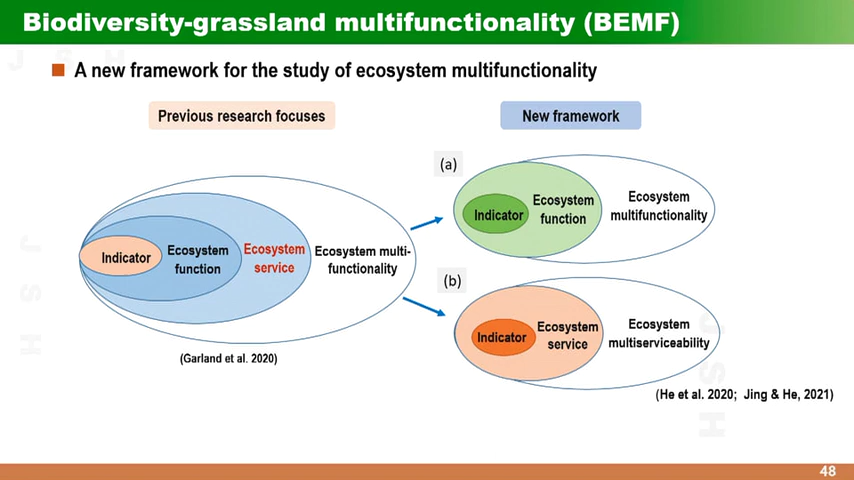 Biodiversity-grassland multifunctionality (BEMF)
A new framework for the study of ecosystem multifunctionality
Previous research focuses
New framework
Indicator
Ecosystem
function
Ecosystem
service
Ecosystem multi-
functionality
(Garland et al. 2020)
(a)
Indicator
Ecosystem
function
Ecosystem
multifunctionality
(b)
Indicator
Ecosystem
service
Ecosystem
multiserviceability
(He et al. 2020; Jing & He, 2021)
J S H
J S H
J S H
48